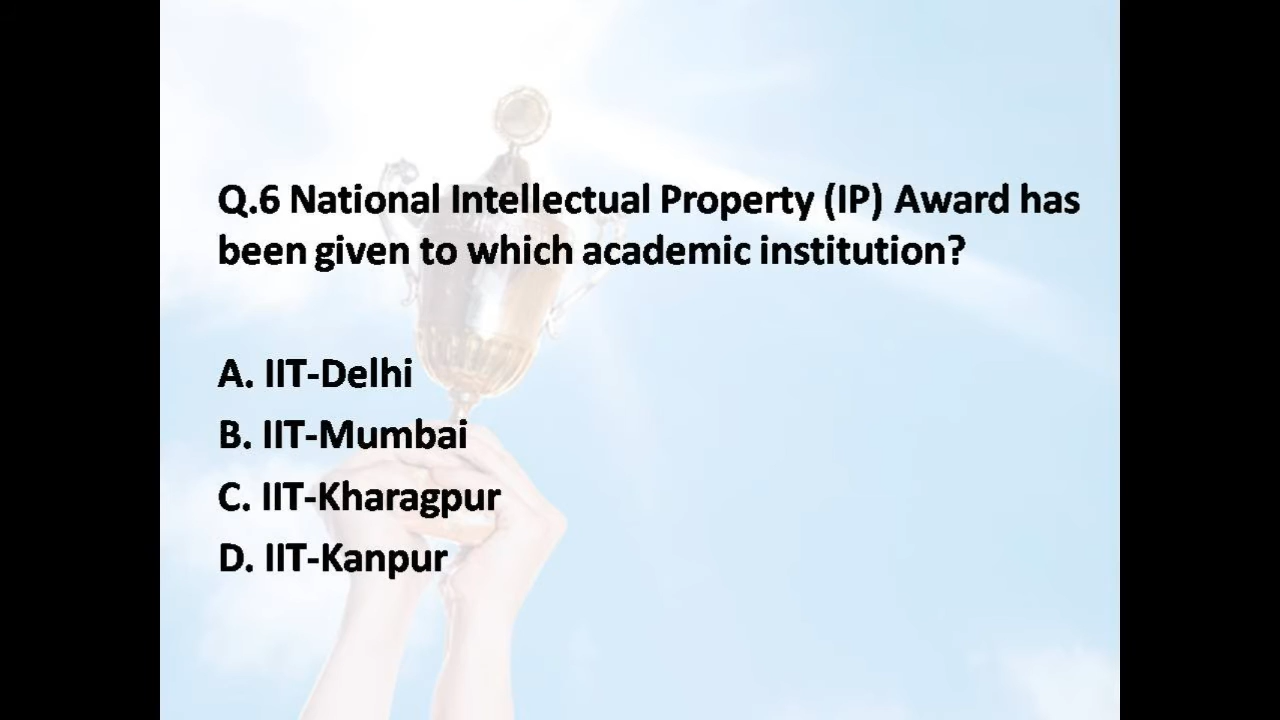 Q.6 National Intellectual Property (IP) Award has
been given to which academic institution?
A. IIT-Delhi
B. IIT-Mumbai
C. IIT-Kharagpur
D. IIT-Kanpur